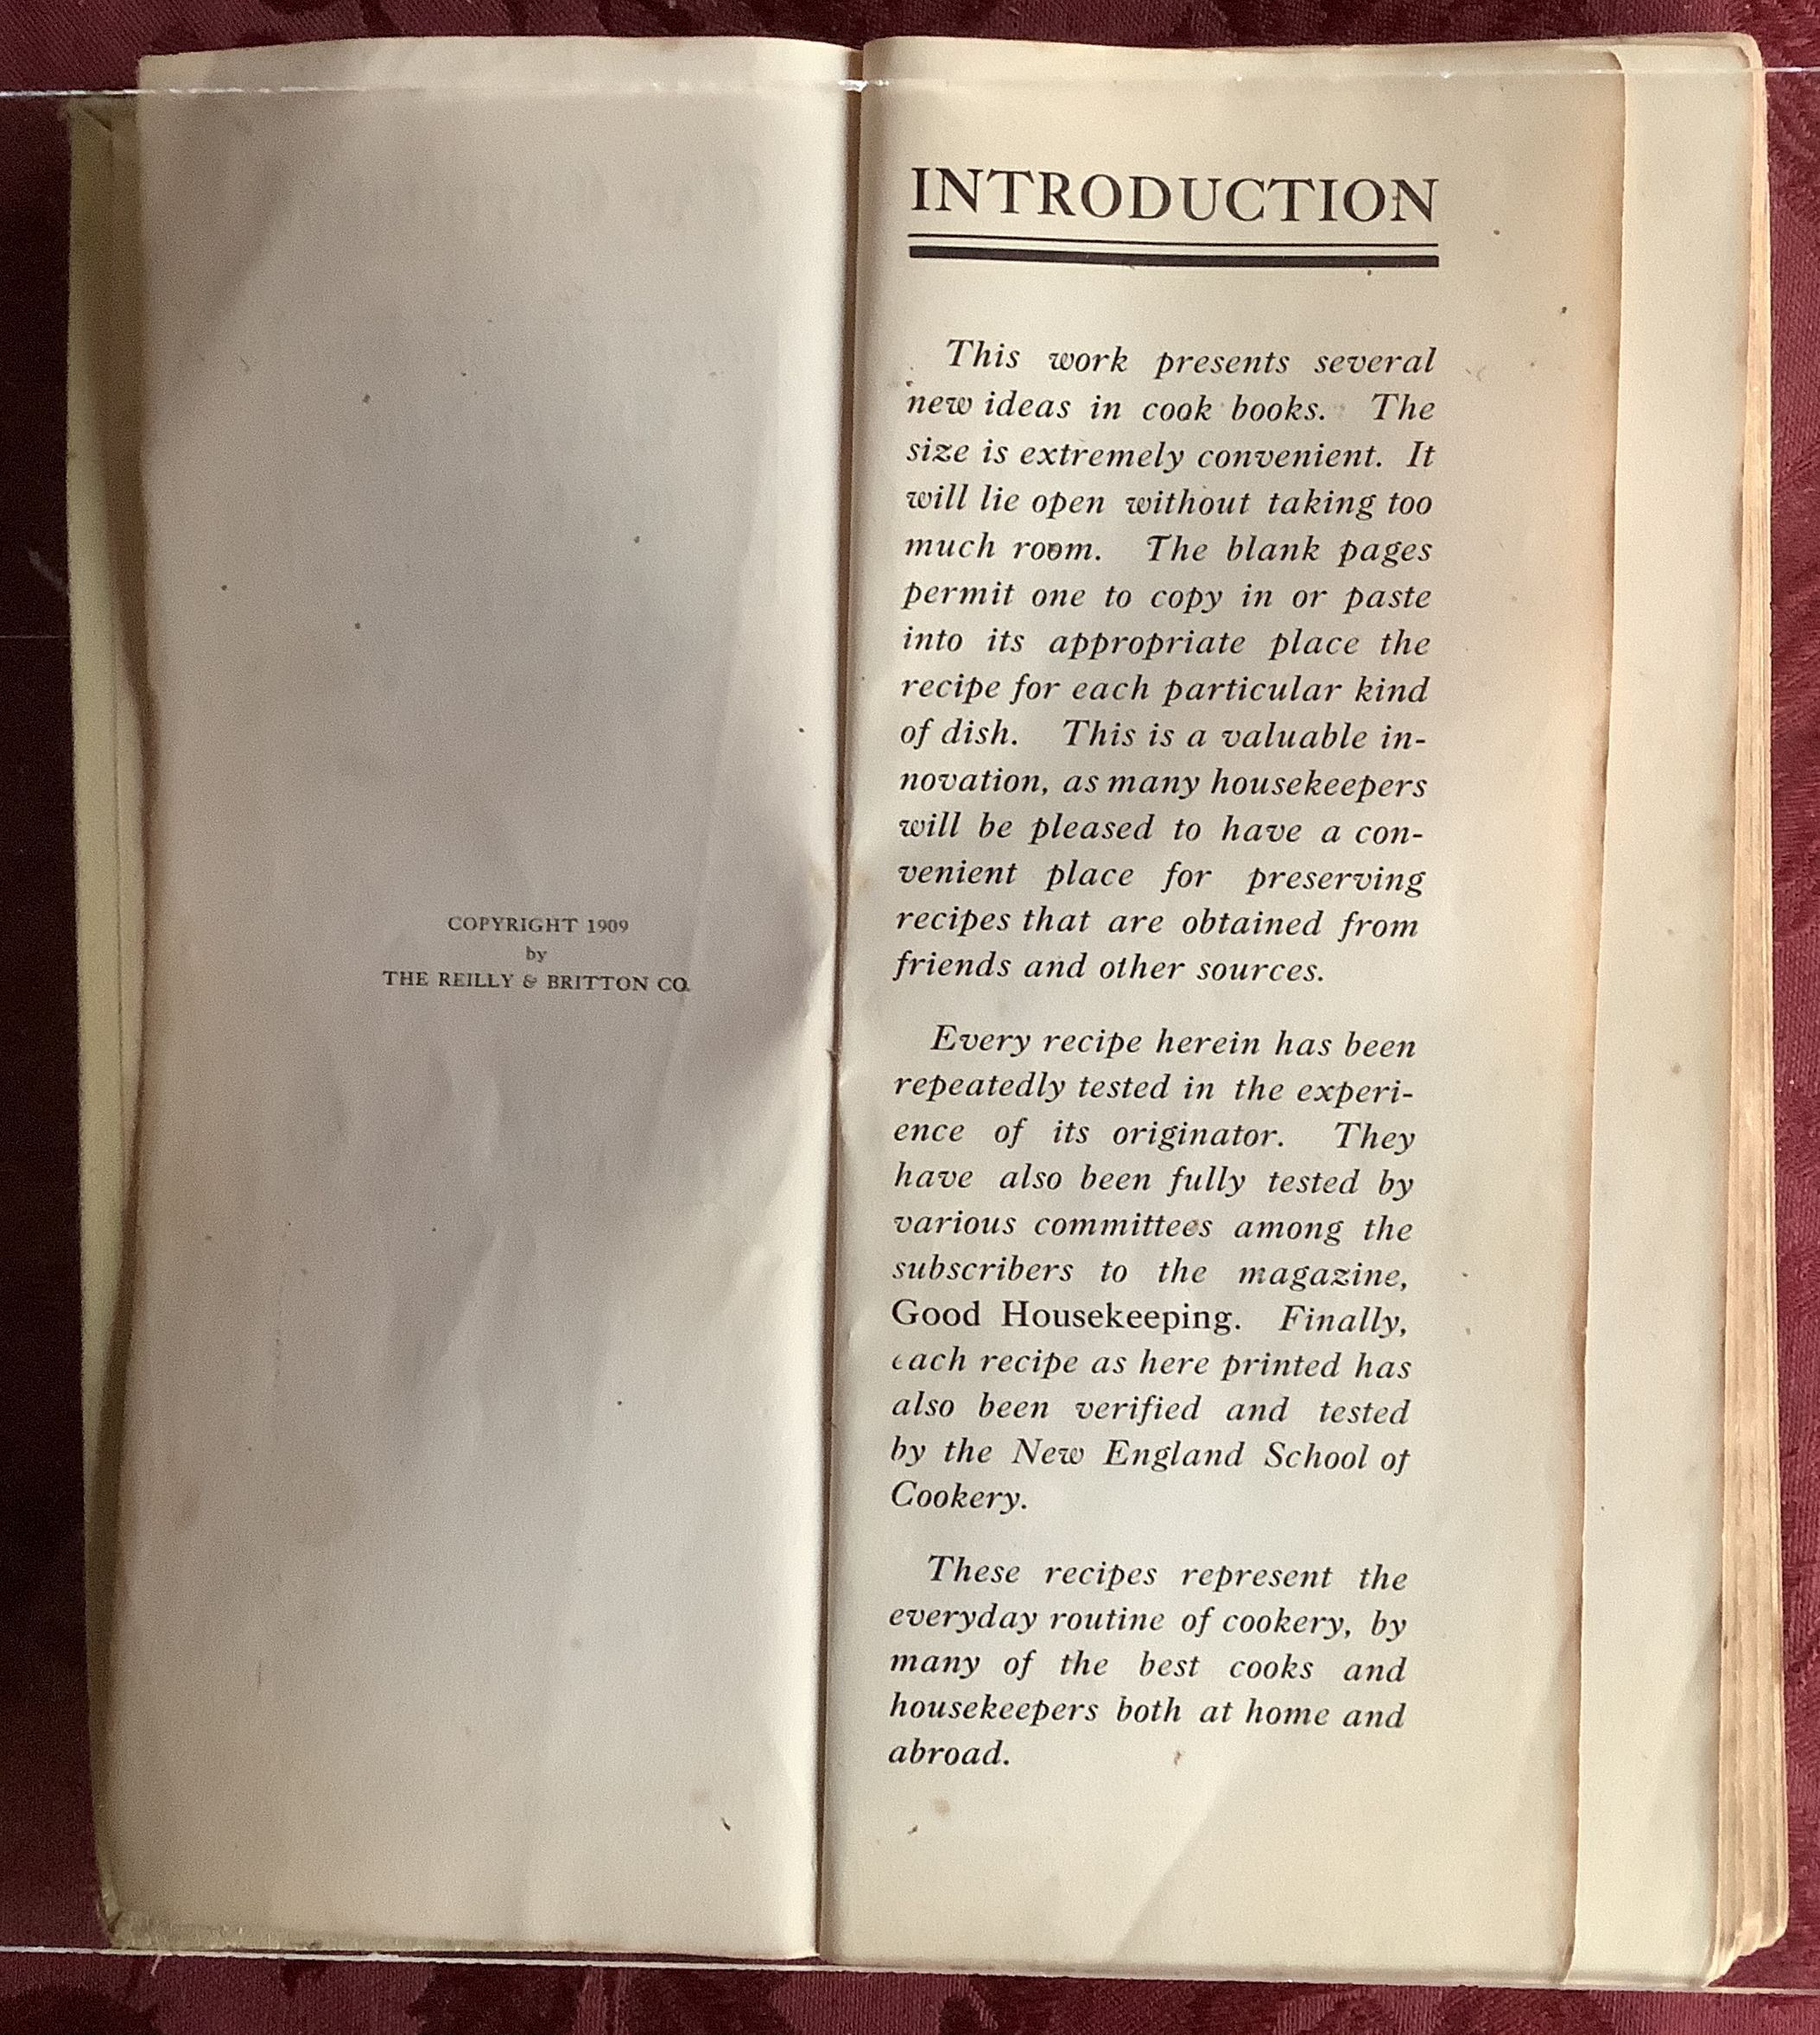 COPYRIGHT 1909
by
THE REILLY & BRITTON CO.
INTRODUCTION
This work presents several
new ideas in cook books. The
size is extremely convenient. It
will lie open without taking too
much room. The blank pages
permit one to copy in or paste
into its appropriate place the
recipe for each particular kind
of dish. This is a valuable in-
novation, as many housekeepers
will be pleased to have a con-
venient place for preserving
recipes that are obtained from
friends and other sources.
Every recipe herein has been
repeatedly tested in the experi-
ence of its originator. They
have also been fully tested by
various committees among the
subscribers to the magazine,
Good Housekeeping. Finally,
each recipe as here printed has
also been verified and tested
by the New England School of
Cookery.
These recipes represent the
everyday routine of cookery, by
many of the best cooks and
housekeepers both at home and
abroad.